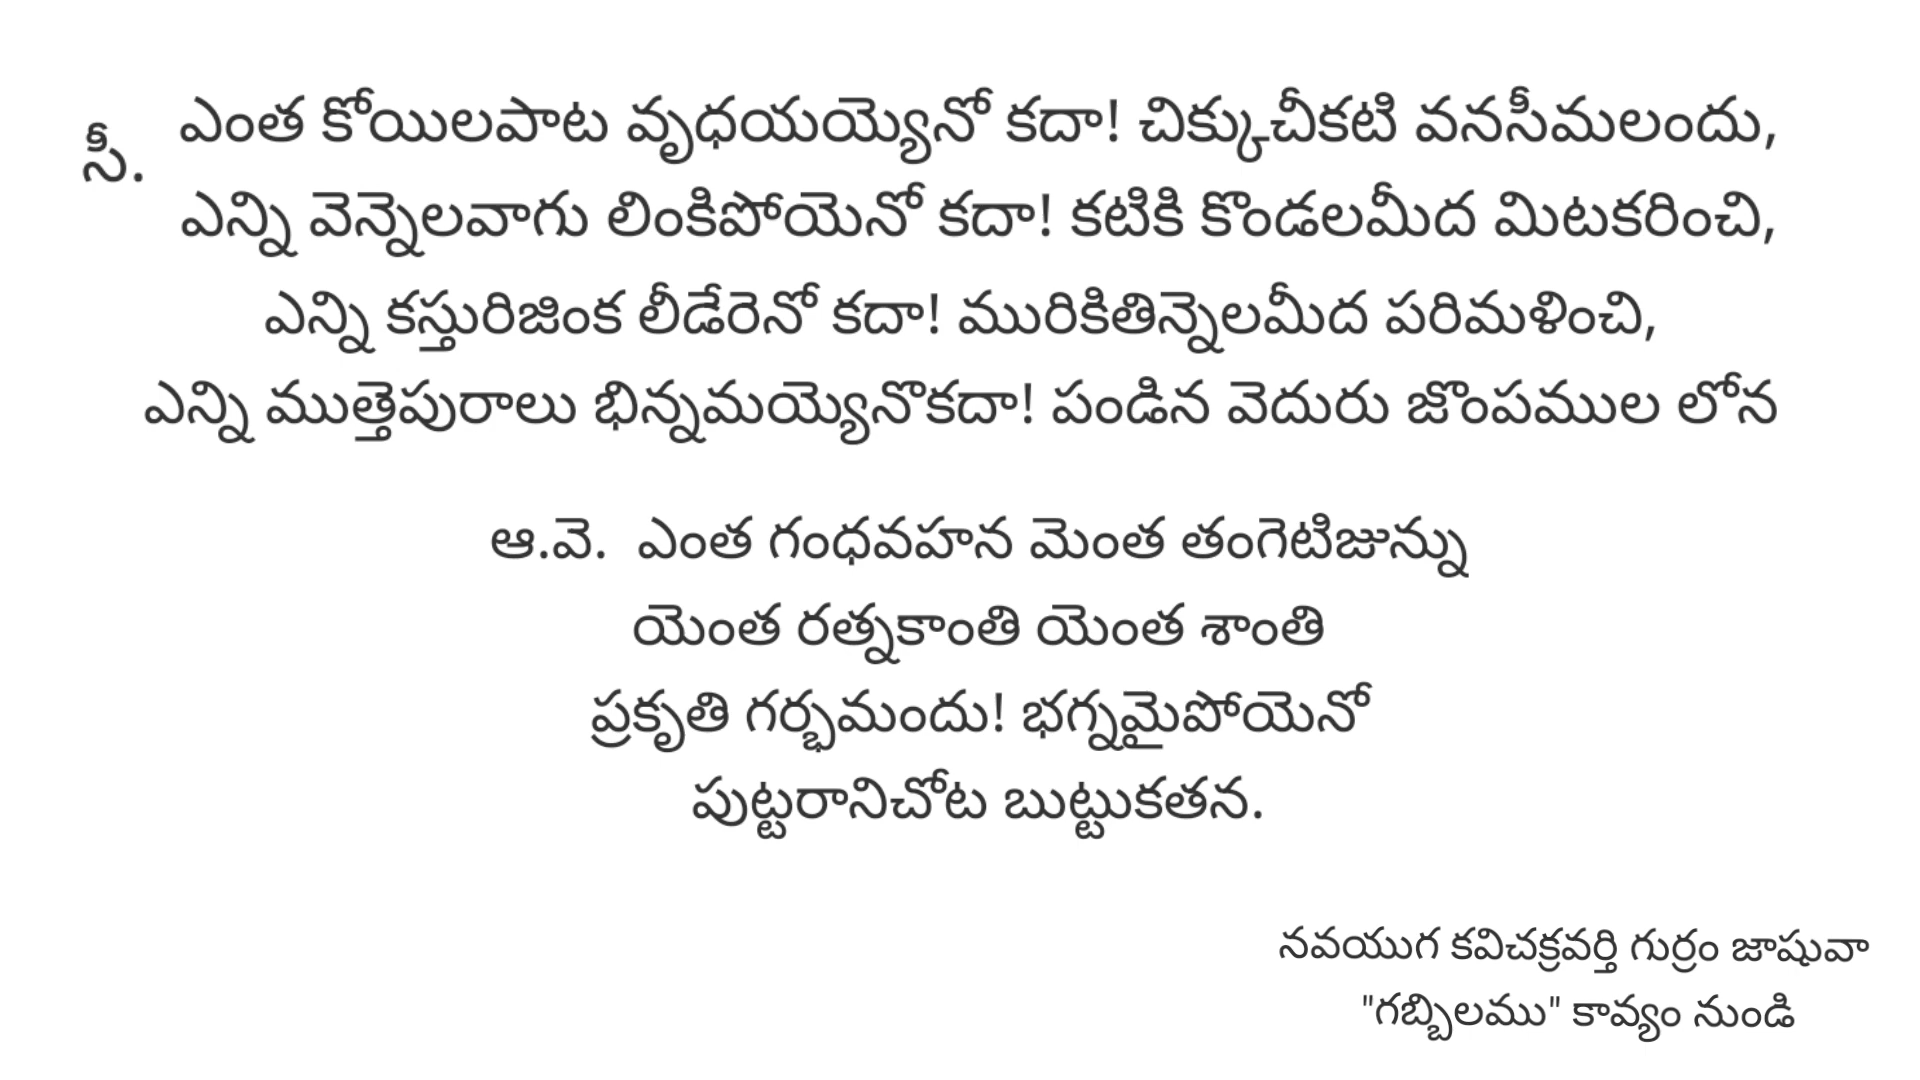 సీ. ఎంత కోయిలపాట వృధయయ్యెనో కదా! చిక్కుచీకటి వనసీమలందు,
ఎన్ని వెన్నెలవాగు లింకిపోయెనో కదా! కటికి కొండలమీద మిటకరించి,
ఎన్ని కస్తురిజింక లీడేరెనో కదా! మురికితిన్నెలమీద పరిమళించి,
ఎన్ని ముత్తెపురాలు భిన్నమయ్యెనొకదా! పండిన వెదురు జొంపముల లోన
ఆ.వె. ఎంత గంధవహన మెంత తంగెటిజున్ను
యెంత రత్నకాంతి యెంత శాంతి
ప్రకృతి గర్భమందు! భగ్నమైపోయెనో
పుట్టరానిచోట బుట్టుకతన.
నవయుగ కవిచక్రవర్తి గుర్రం జాషువా
"గబ్బిలము" కావ్యం నుండి